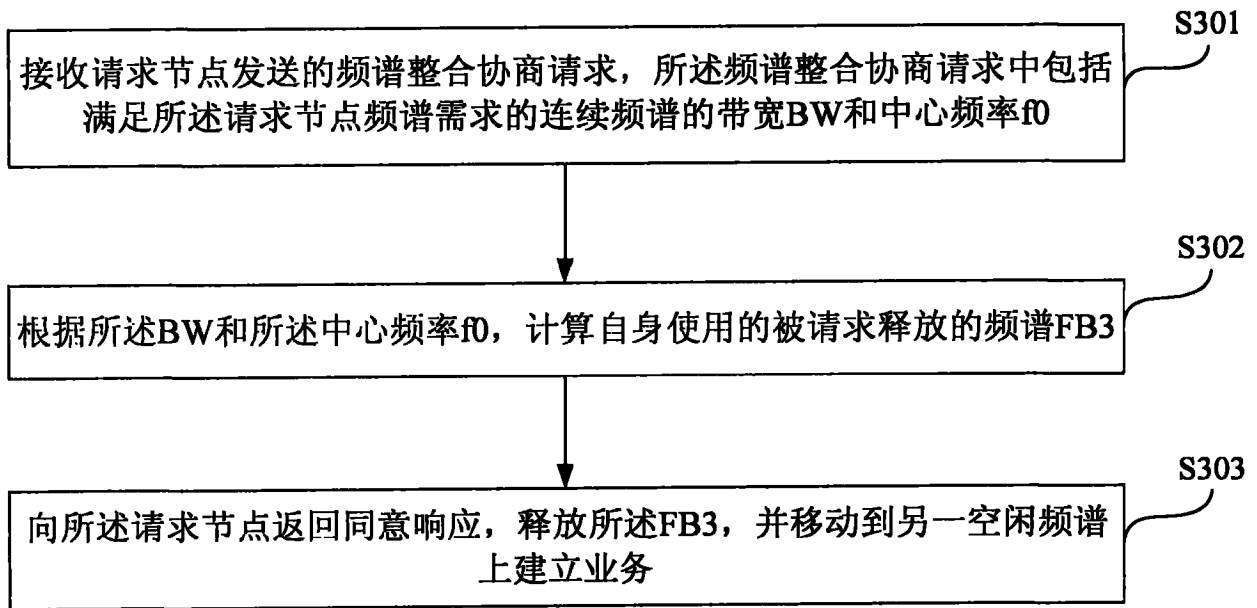 S301
接收请求节点发送的频谱整合协商请求，所述频谱整合协商请求中包括
满足所述请求节点频谱需求的连续频谱的带宽BW和中心频率f0
S302
根据所述BW和所述中心频率f0，计算自身使用的被请求释放的频谱FB3
S303
向所述请求节点返回同意响应，释放所述FB3，并移动到另一空闲频谱
上建立业务